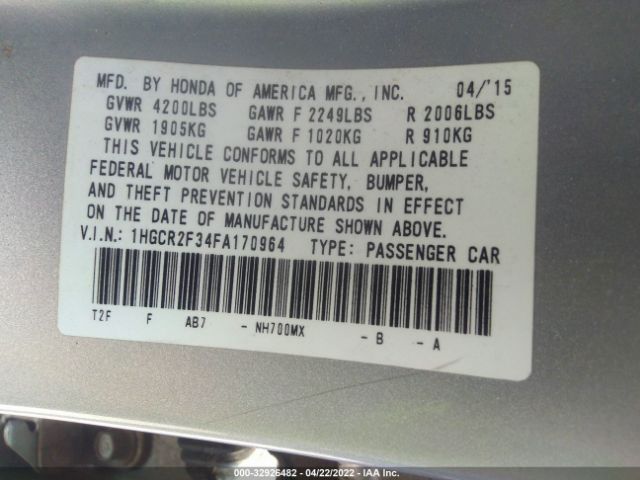 MFD. BY HONDA OF AMERICA MFG., INC. 04/'15
GVWR 4200LBS GAWR F 2249LBS R 2006LBS
GVWR 1905KG GAWR F 1020KG R 910KG
THIS VEHICLE CONFORMS TO ALL APPLICABLE
FEDERAL MOTOR VEHICLE SAFETY, BUMPER,
AND THEFT PREVENTION STANDARDS IN EFFECT
ON THE DATE OF MANUFACTURE SHOWN ABOVE.
V.I.N.: 1HGCR2F34FA170964 TYPE: PASSENGER CAR
T2F F AB7 - NH700MX - B - A
000-32926482 - 04/22/2022 - IAA Inc.